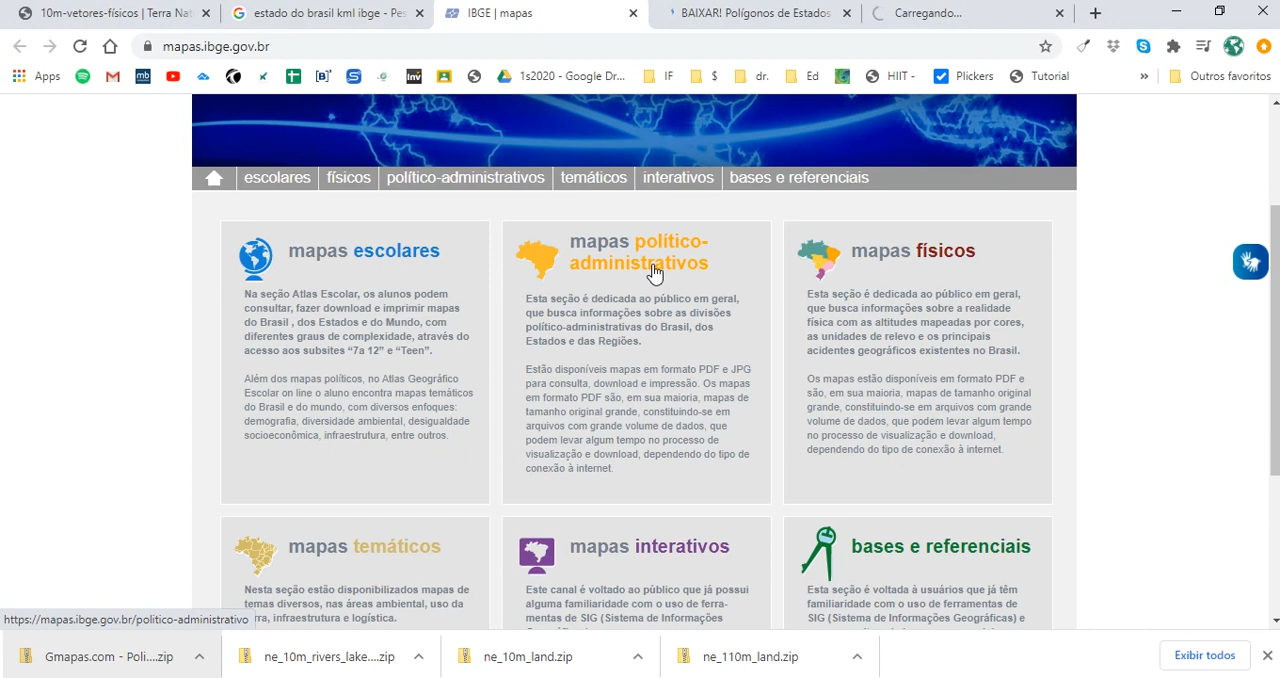 10m-vetores-físicos | Terra Nat
estado do brasil kml ibge - Pes
IBGE | mapas
BAIXAR! Polígonos de Estados
Carregando...
mapas.ibge.gov.br
Apps
1s2020 - Google Dr...
IF
$
dr.
Ed
HIIT -
Plickers
Tutorial
»
Outros favoritos
escolares
físicos
político-administrativos
temáticos
interativos
bases e referenciais
mapas escolares
Na seção Atlas Escolar, os alunos podem
consultar, fazer download e imprimir mapas
do Brasil , dos Estados e do Mundo, com
diferentes graus de complexidade, através do
acesso aos subsites “7a 12” e “Teen”.
Além dos mapas políticos, no Atlas Geográfico
Escolar on line o aluno encontra mapas temáticos
do Brasil e do mundo, com diversos enfoques:
demografia, diversidade ambiental, desigualdade
socioeconômica, infraestrutura, entre outros.
mapas político-
administrativos
Esta seção é dedicada ao público em geral,
que busca informações sobre as divisões
político-administrativas do Brasil, dos
Estados e das Regiões.
Estão disponíveis mapas em formato PDF e JPG
para consulta, download e impressão. Os mapas
em formato PDF são, em sua maioria, mapas de
tamanho original grande, constituindo-se em
arquivos com grande volume de dados, que
podem levar algum tempo no processo de
visualização e download, dependendo do tipo de
conexão à internet.
mapas físicos
Esta seção é dedicada ao público em geral,
que busca informações sobre a realidade
física com as altitudes mapeadas por cores,
as unidades de relevo e os principais
acidentes geográficos existentes no Brasil.
Os mapas estão disponíveis em formato PDF e
são, em sua maioria, mapas de tamanho original
grande, constituindo-se em arquivos com grande
volume de dados, que podem levar algum tempo
no processo de visualização e download,
dependendo do tipo de conexão à internet.
mapas temáticos
Nesta seção estão disponibilizados mapas de
temas diversos, nas áreas ambiental, uso da
rra, infraestrutura e logística.
mapas interativos
Este canal é voltado ao público que já possui
alguma familiaridade com o uso de ferra-
mentas de SIG (Sistema de Informações
bases e referenciais
Esta seção é voltada à usuários que já têm
familiaridade com o uso de ferramentas de
SIG (Sistema de Informações Geográficas) e
https://mapas.ibge.gov.br/politico-administrativo
Gmapas.com - Poli....zip
ne_10m_rivers_lake....zip
ne_10m_land.zip
ne_110m_land.zip
Exibir todos